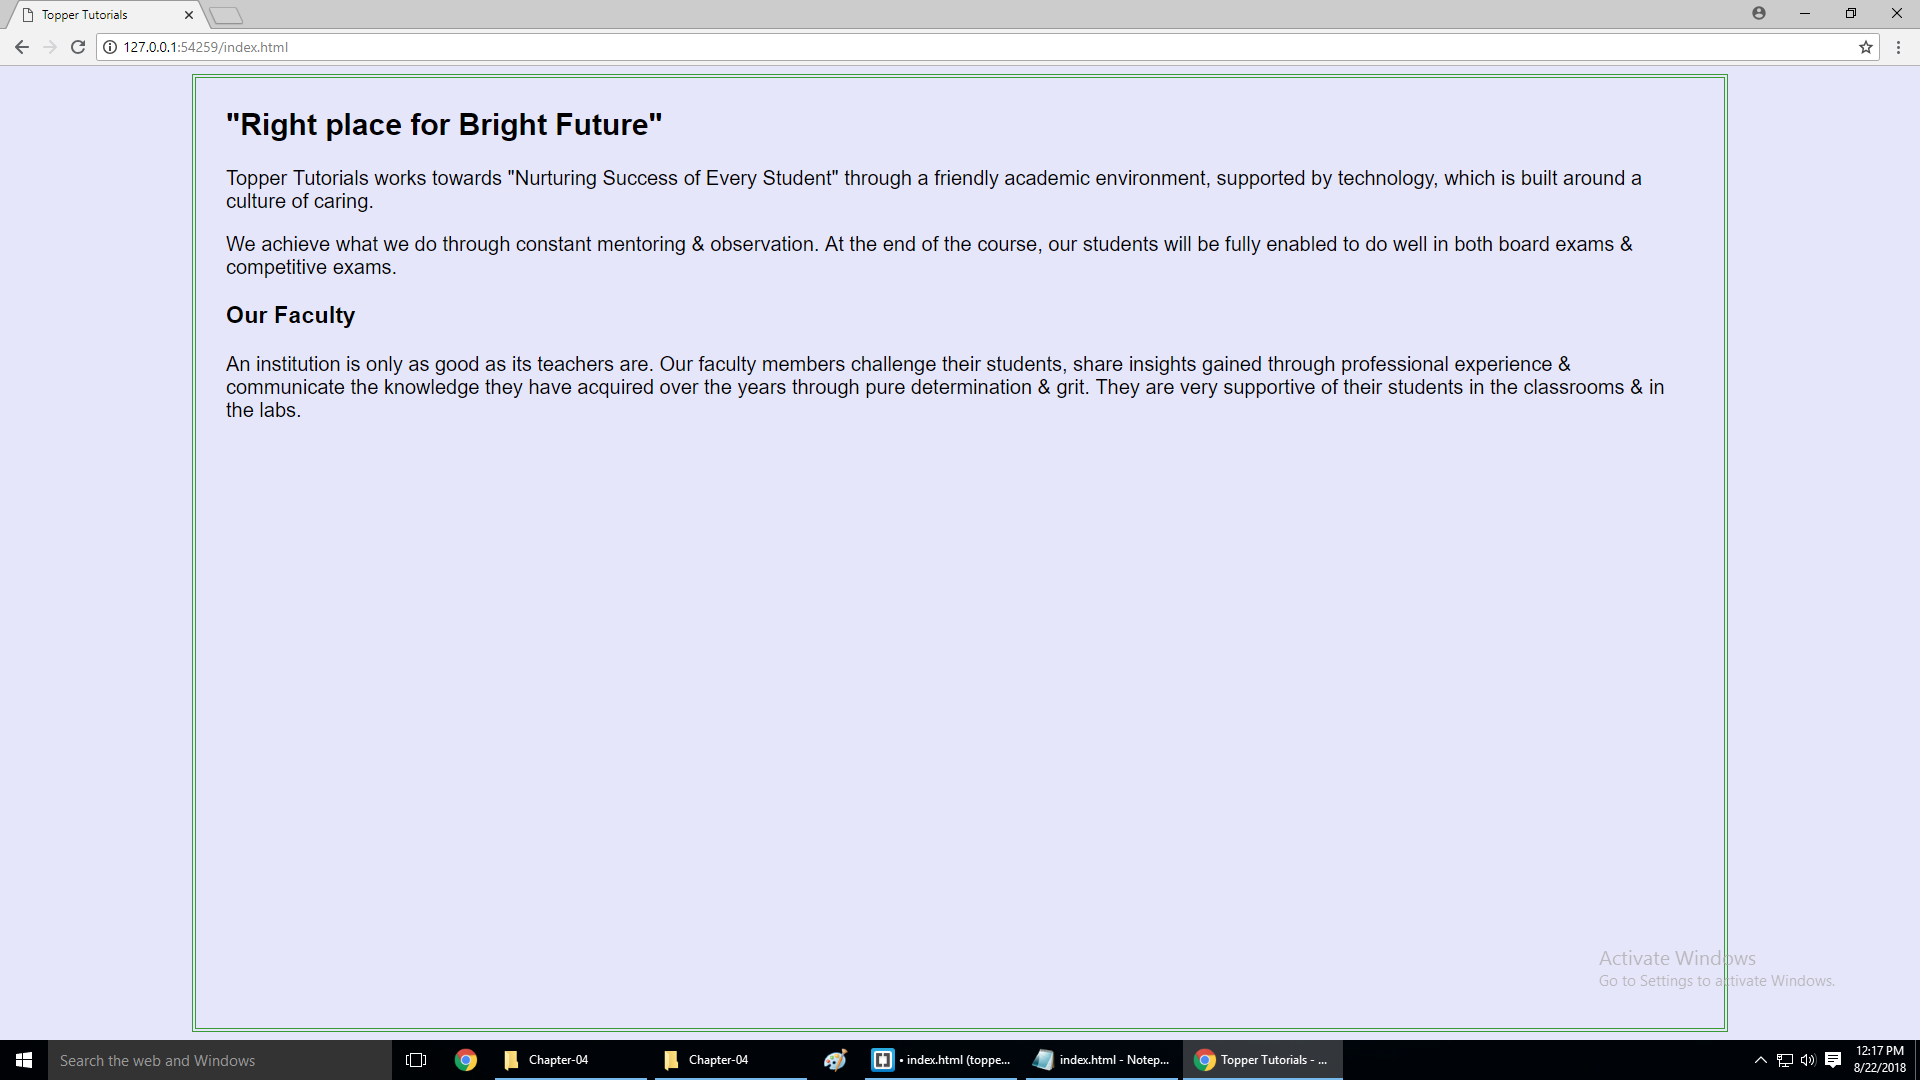 Topper Tutorials
127.0.0.1:54259/index.html
"Right place for Bright Future"
Topper Tutorials works towards "Nurturing Success of Every Student" through a friendly academic environment, supported by technology, which is built around a
culture of caring.
We achieve what we do through constant mentoring & observation. At the end of the course, our students will be fully enabled to do well in both board exams &
competitive exams.
Our Faculty
An institution is only as good as its teachers are. Our faculty members challenge their students, share insights gained through professional experience &
communicate the knowledge they have acquired over the years through pure determination & grit. They are very supportive of their students in the classrooms & in
the labs.
Activate Windows
Go to Settings to activate Windows.
Search the web and Windows
Chapter-04
Chapter-04
• index.html (toppe...
index.html - Notep...
Topper Tutorials - ...
12:17 PM
8/22/2018